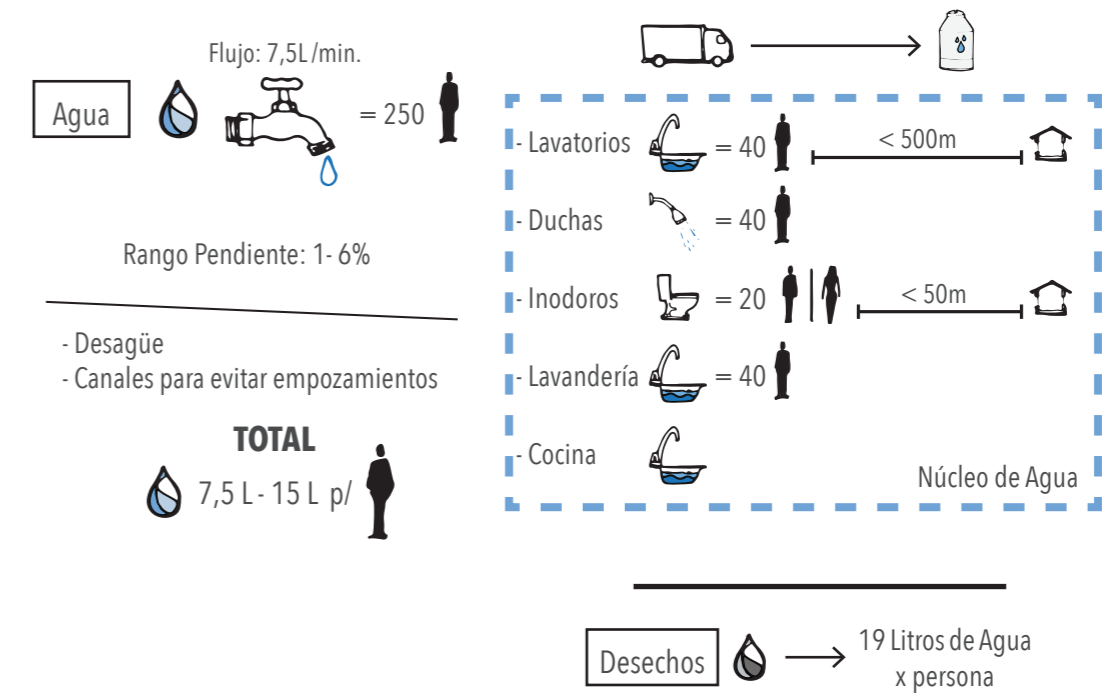 Flujo: 7,5L/min.
Agua
= 250
Rango Pendiente: 1- 6%
- Desagüe
- Canales para evitar empozamientos
TOTAL
7,5 L - 15 L p/
- Lavatorios = 40 < 500m
- Duchas = 40
- Inodoros = 20 < 50m
- Lavandería = 40
- Cocina
Núcleo de Agua
Desechos
19 Litros de Agua
x persona